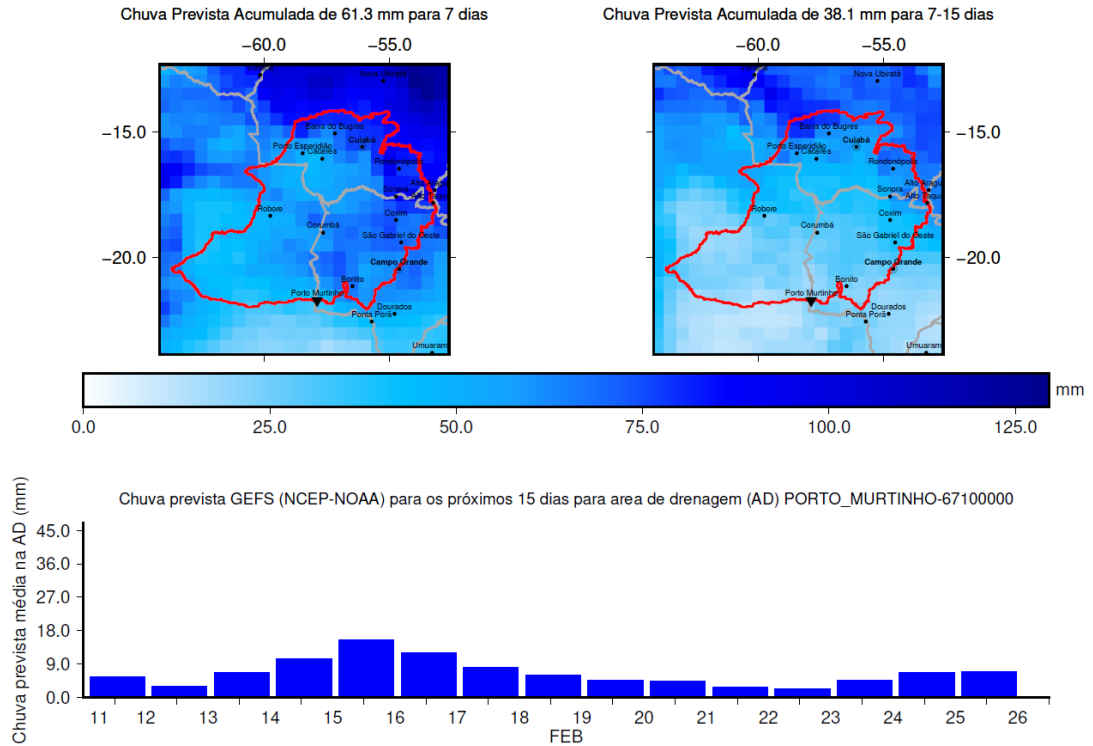 Chuva Prevista Acumulada de 61.3 mm para 7 dias
Chuva Prevista Acumulada de 38.1 mm para 7-15 dias
−60.0 −55.0
−60.0 −55.0
Nova Ubiratã
Barra do Bugres
Cuiabá
Porto Esperidião
Cáceres
Rondonópolis
Sonora
Robore
Corumbá
Coxim
São Gabriel do Oeste
Campo Grande
Bonito
Porto Murtinho
Dourados
Ponta Porã
Umuaram
−15.0
−20.0
Nova Ubiratã
Barra do Bugres
Cuiabá
Porto Esperidião
Cáceres
Rondonópolis
Alto Aragu
Alto Taqu
Sonora
Robore
Corumbá
Coxim
São Gabriel do Oeste
Campo Grande
Bonito
Porto Murtinho
Dourados
Ponta Porã
Umuaram
−15.0
−20.0
mm
0.0 25.0 50.0 75.0 100.0 125.0
Chuva prevista GEFS (NCEP-NOAA) para os próximos 15 dias para area de drenagem (AD) PORTO_MURTINHO-67100000
Chuva prevista média na AD (mm)
45.0
36.0
27.0
18.0
9.0
0.0
11 12 13 14 15 16 17 18 19 20 21 22 23 24 25 26
FEB